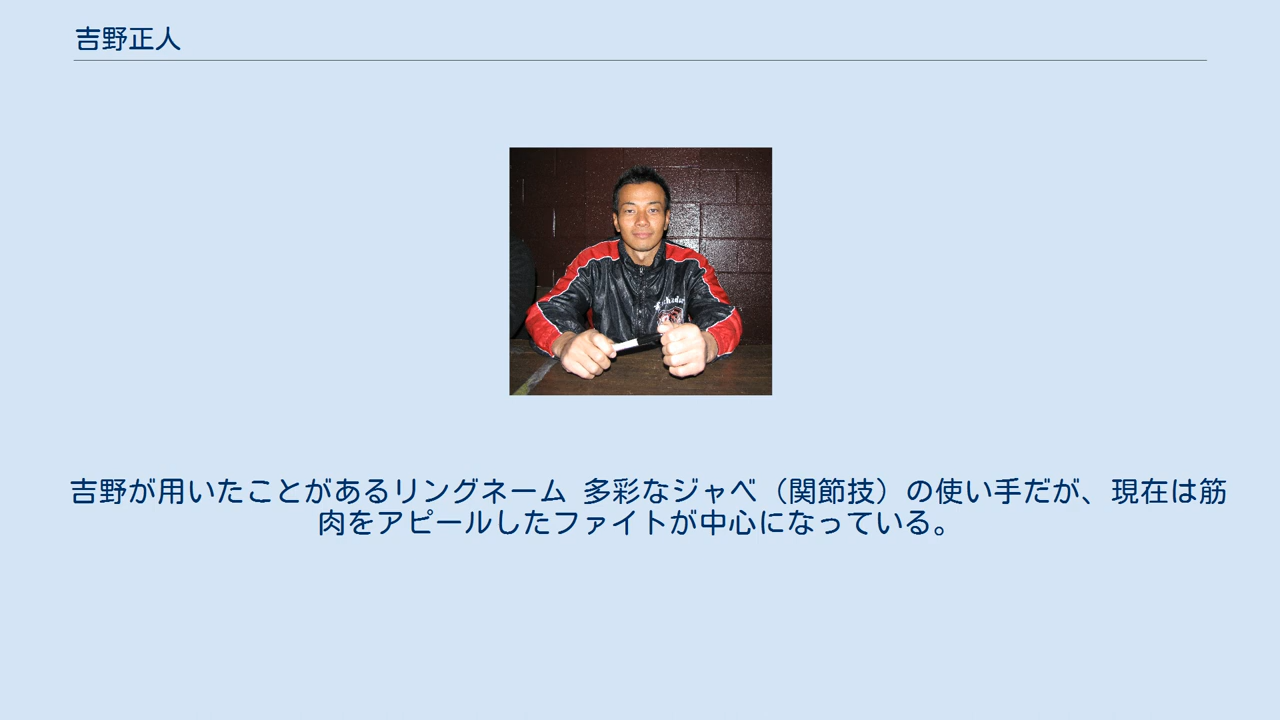 吉野正人
吉野が用いたことがあるリングネーム 多彩なジャベ（関節技）の使い手だが、現在は筋
肉をアピールしたファイトが中心になっている。